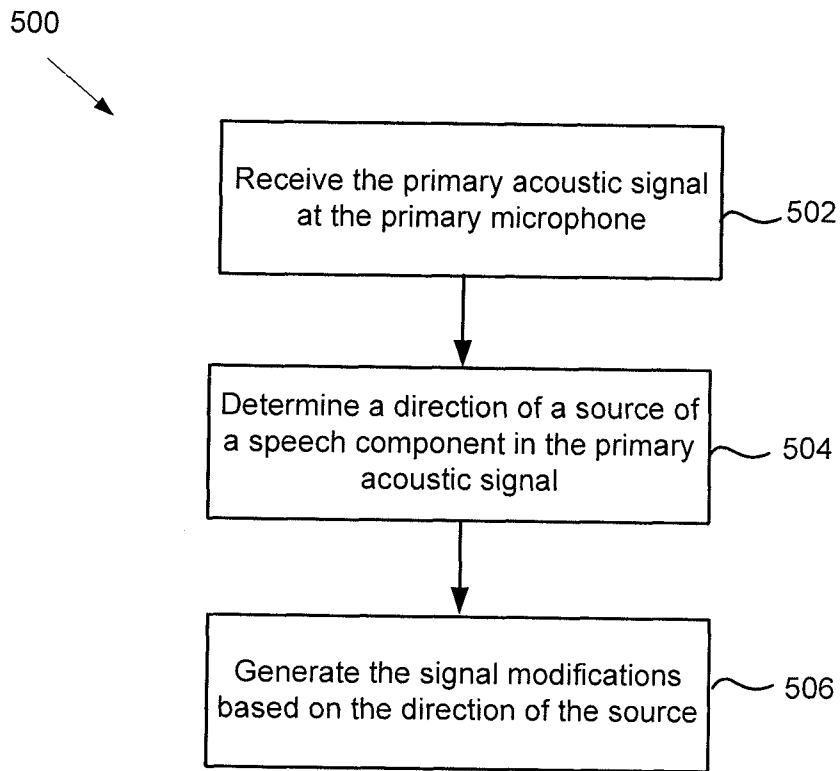 500
Receive the primary acoustic signal
at the primary microphone
502
Determine a direction of a source of
a speech component in the primary
acoustic signal
504
Generate the signal modifications
based on the direction of the source
506